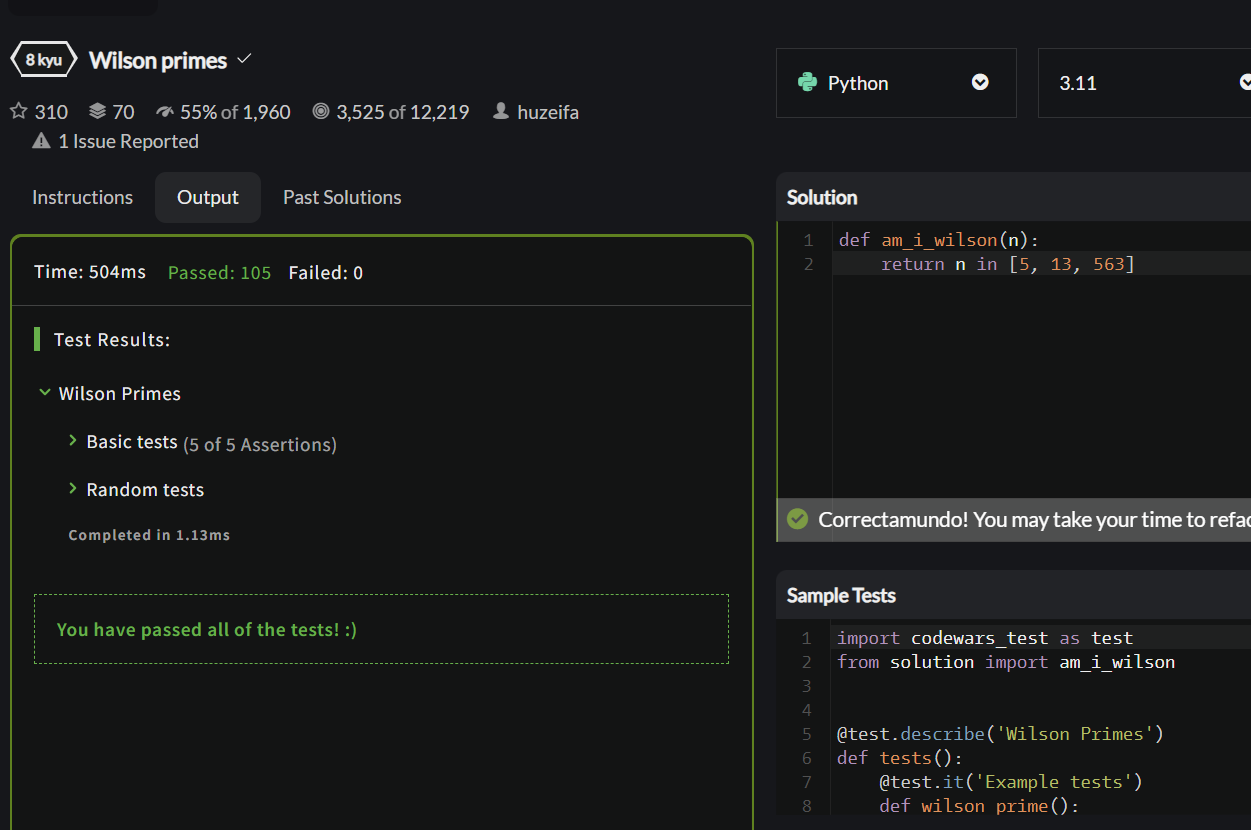 8 kyu Wilson primes
310 70 55% of 1,960 3,525 of 12,219 huzeifa
1 Issue Reported
Instructions Output Past Solutions
Time: 504ms Passed: 105 Failed: 0
Test Results:
Wilson Primes
Basic tests (5 of 5 Assertions)
Random tests
Completed in 1.13ms
You have passed all of the tests! :)
Python 3.11
Solution
1 def am_i_wilson(n):
2 return n in [5, 13, 563]
Correctamundo! You may take your time to refac
Sample Tests
1 import codewars_test as test
2 from solution import am_i_wilson
3
4
5 @test.describe('Wilson Primes')
6 def tests():
7 @test.it('Example tests')
8 def wilson_prime():